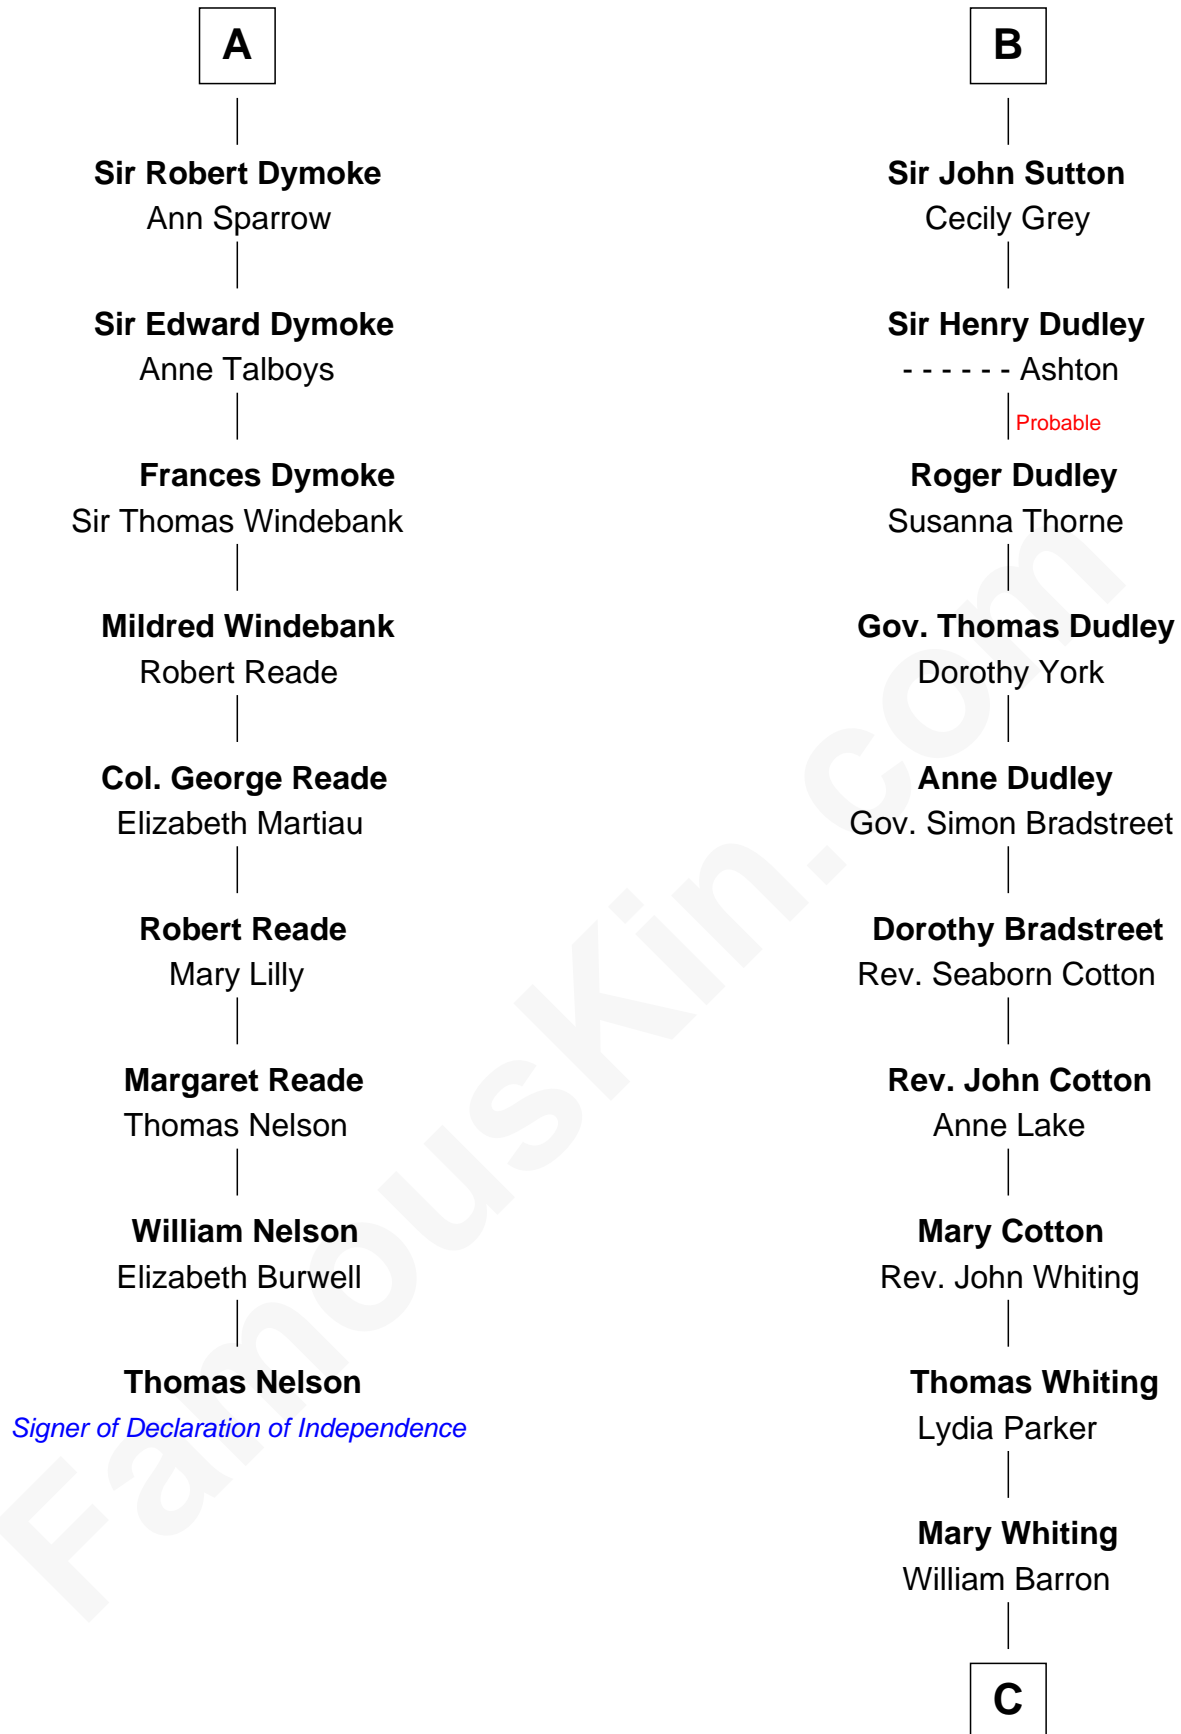 A
Sir Robert Dymoke
Ann Sparrow
Sir Edward Dymoke
Anne Talboys
Frances Dymoke
Sir Thomas Windebank
Mildred Windebank
Robert Reade
Col. George Reade
Elizabeth Martiau
Robert Reade
Mary Lilly
Margaret Reade
Thomas Nelson
William Nelson
Elizabeth Burwell
Thomas Nelson
Signer of Declaration of Independence
B
Sir John Sutton
Cecily Grey
Sir Henry Dudley
- - - - - - Ashton
Probable
Roger Dudley
Susanna Thorne
Gov. Thomas Dudley
Dorothy York
Anne Dudley
Gov. Simon Bradstreet
Dorothy Bradstreet
Rev. Seaborn Cotton
Rev. John Cotton
Anne Lake
Mary Cotton
Rev. John Whiting
Thomas Whiting
Lydia Parker
Mary Whiting
William Barron
C
FamousKin.com